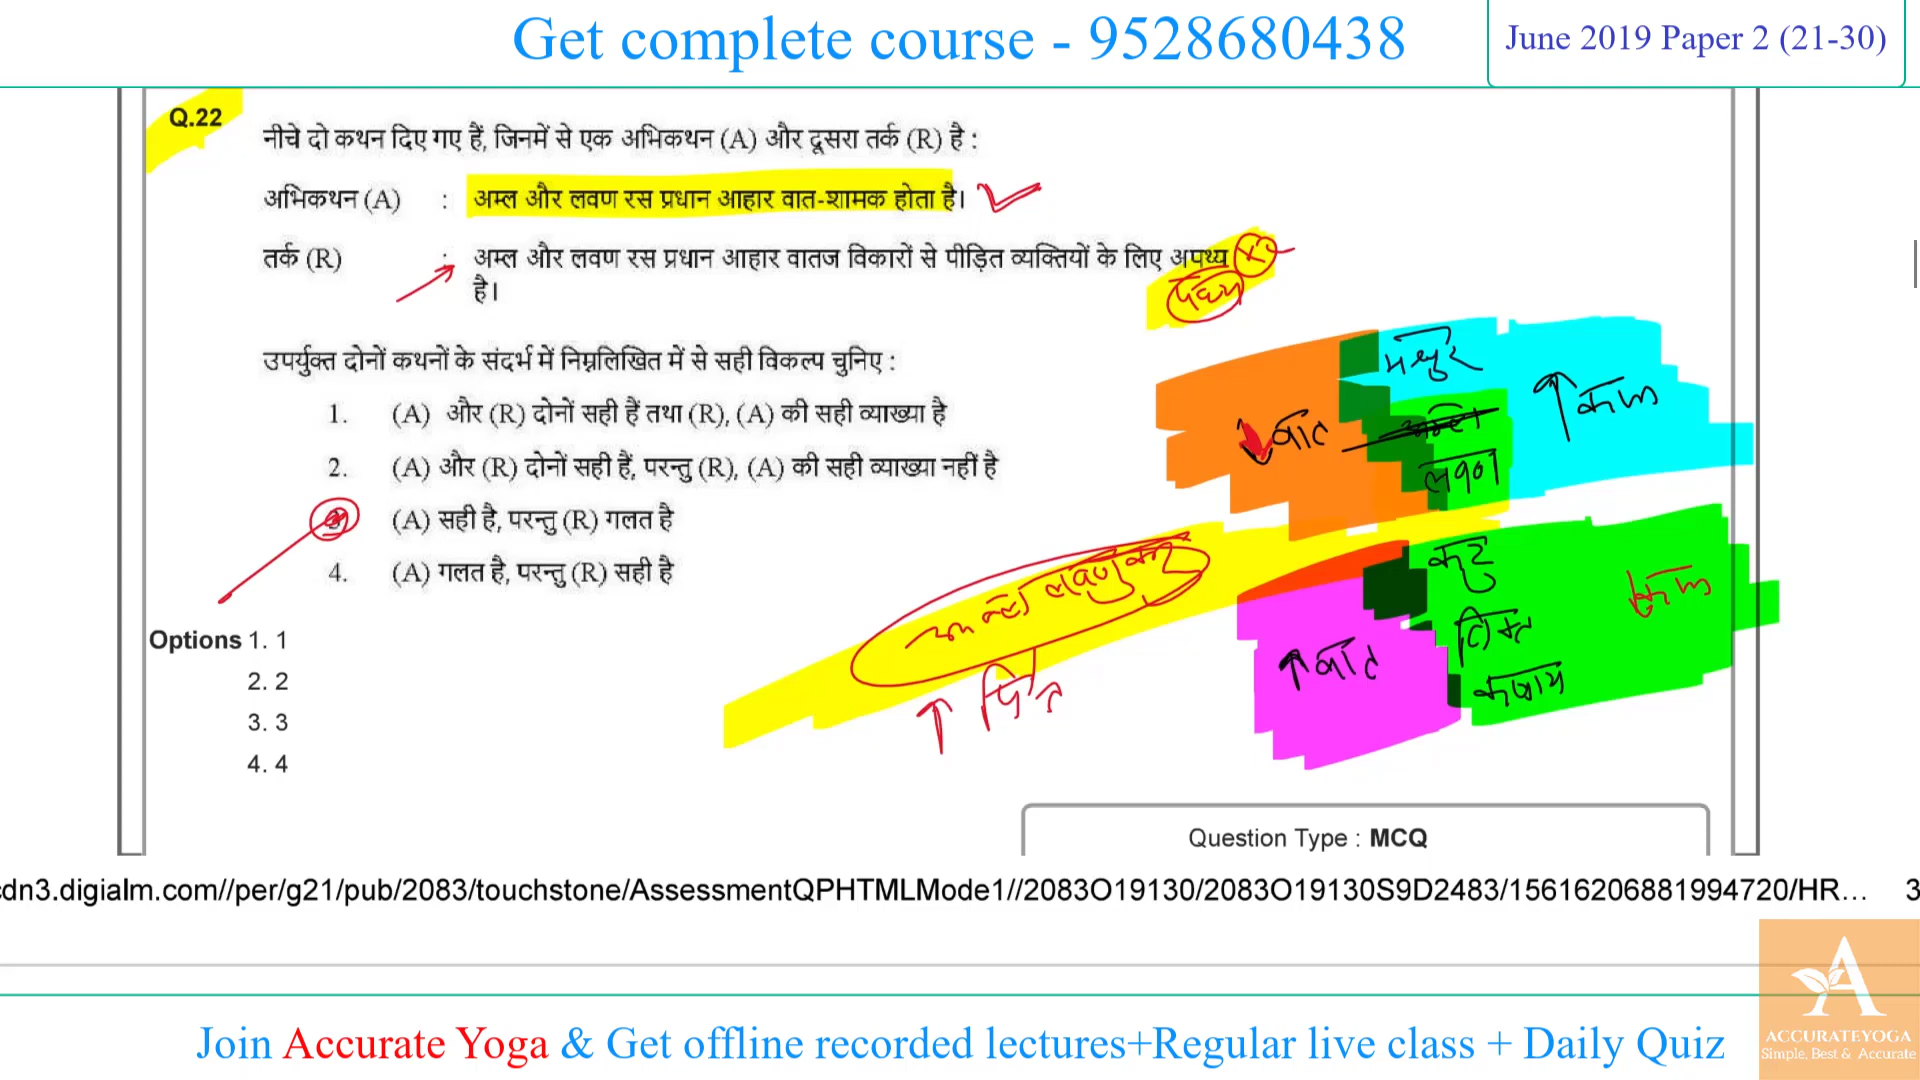 Get complete course - 9528680438
June 2019 Paper 2 (21-30)
Q.22
नीचे दो कथन दिए गए हैं, जिनमें से एक अभिकथन (A) और दूसरा तर्क (R) है :
अभिकथन (A) : अम्ल और लवण रस प्रधान आहार वात-शामक होता है।
तर्क (R) : अम्ल और लवण रस प्रधान आहार वातज विकारों से पीड़ित व्यक्तियों के लिए अपथ्य
है।
उपर्युक्त दोनों कथनों के संदर्भ में निम्नलिखित में से सही विकल्प चुनिए :
1. (A) और (R) दोनों सही हैं तथा (R), (A) की सही व्याख्या है
2. (A) और (R) दोनों सही हैं, परन्तु (R), (A) की सही व्याख्या नहीं है
3. (A) सही है, परन्तु (R) गलत है
4. (A) गलत है, परन्तु (R) सही है
मधुर
↑ कफ
↓ वात
अम्ल
लवण
कटु
तिक्त
कषाय
↑ वात
↑ पित्त
Options 1. 1
2. 2
3. 3
4. 4
Question Type : MCQ
cdn3.digialm.com//per/g21/pub/2083/touchstone/AssessmentQPHTMLMode1//2083O19130/2083O19130S9D2483/15616206881994720/HR... 3
ACCURATEYOGA
Simple, Best & Accurate
Join Accurate Yoga & Get offline recorded lectures+Regular live class + Daily Quiz